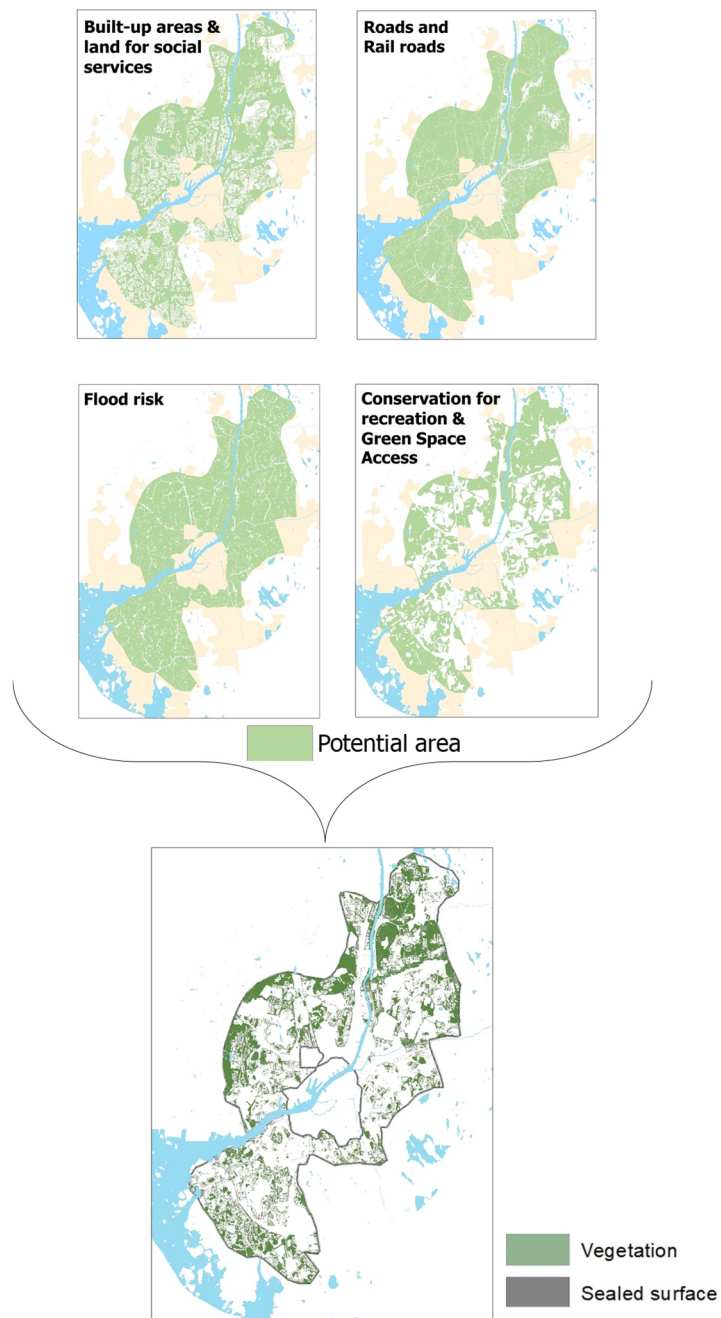 Built-up areas &
land for social
services
Roads and
Rail roads
Flood risk
Conservation for
recreation &
Green Space
Access
Potential area
Vegetation
Sealed surface